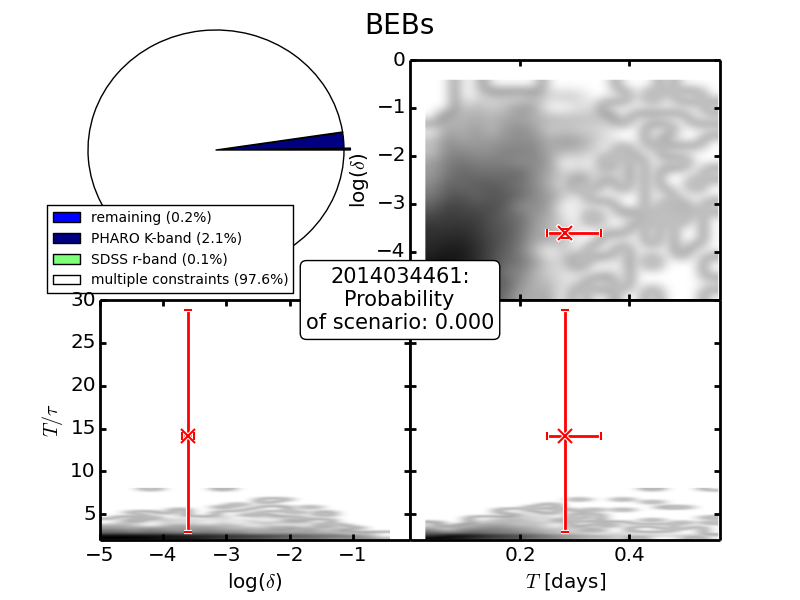 BEBs
0
−1
−2
−3
−4
log(δ)
remaining (0.2%)
PHARO K-band (2.1%)
SDSS r-band (0.1%)
multiple constraints (97.6%)
2014034461:
Probability
of scenario: 0.000
30
25
20
15
10
5
T/τ
−5 −4 −3 −2 −1
0.2 0.4
log(δ)
T [days]